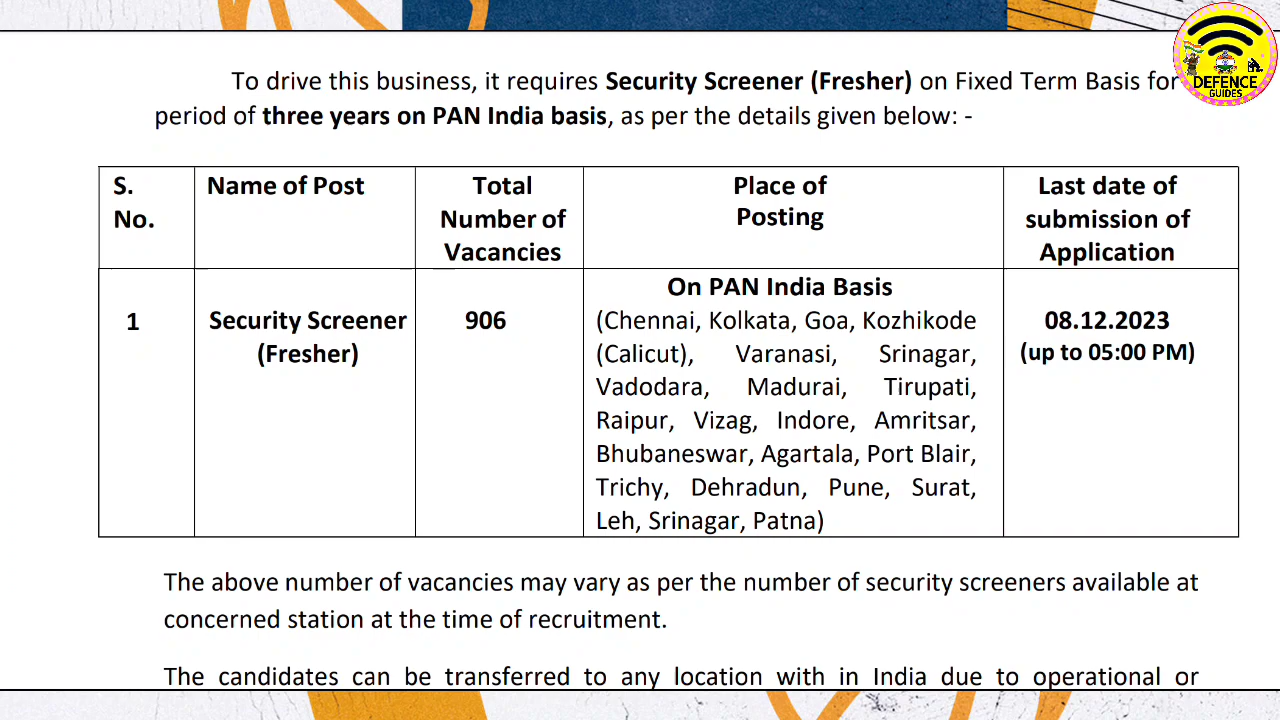 To drive this business, it requires Security Screener (Fresher) on Fixed Term Basis for
period of three years on PAN India basis, as per the details given below: -
DEFENCE
GUIDES
S. No.
Name of Post
Total
Number of
Vacancies
Place of
Posting
Last date of
submission of
Application
1
Security Screener
(Fresher)
906
On PAN India Basis
(Chennai, Kolkata, Goa, Kozhikode
(Calicut), Varanasi, Srinagar,
Vadodara, Madurai, Tirupati,
Raipur, Vizag, Indore, Amritsar,
Bhubaneswar, Agartala, Port Blair,
Trichy, Dehradun, Pune, Surat,
Leh, Srinagar, Patna)
08.12.2023
(up to 05:00 PM)
The above number of vacancies may vary as per the number of security screeners available at
concerned station at the time of recruitment.
The candidates can be transferred to any location with in India due to operational or